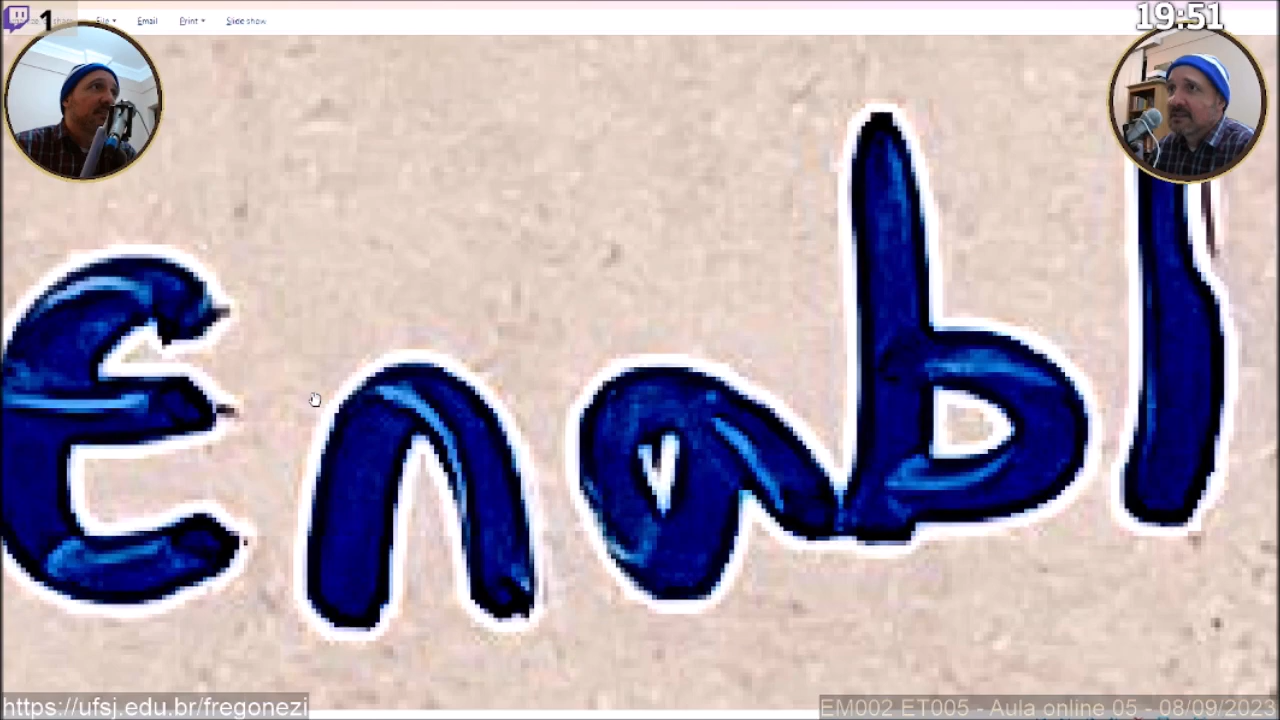 1 File Email Print Slide show
19:51
Enabl
https://ufsj.edu.br/fregonezi
EM002 ET005 - Aula online 05 - 08/09/2023